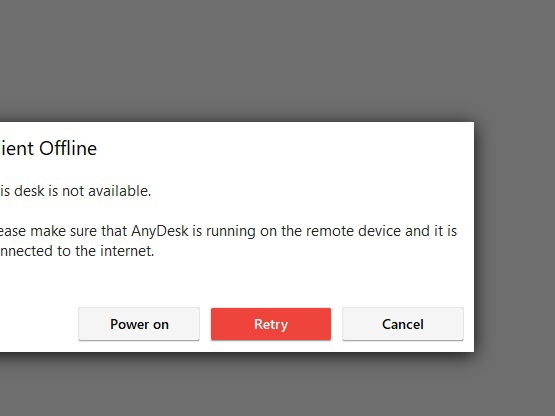 ient Offline
is desk is not available.
ease make sure that AnyDesk is running on the remote device and it is
nnected to the internet.
Power on Retry Cancel